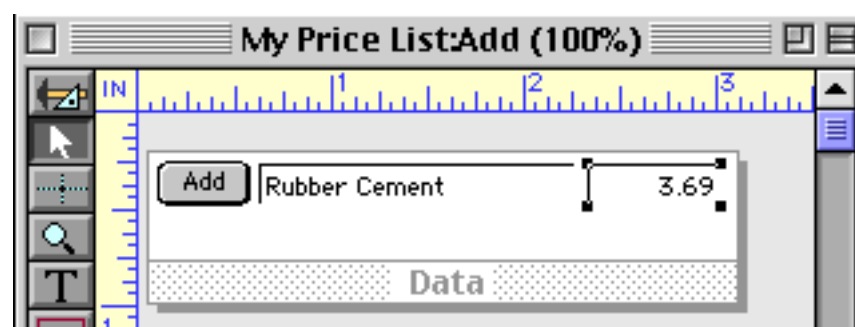 My Price List:Add (100%)
IN 1 2 3
Add Rubber Cement 3.69
T
Data
1